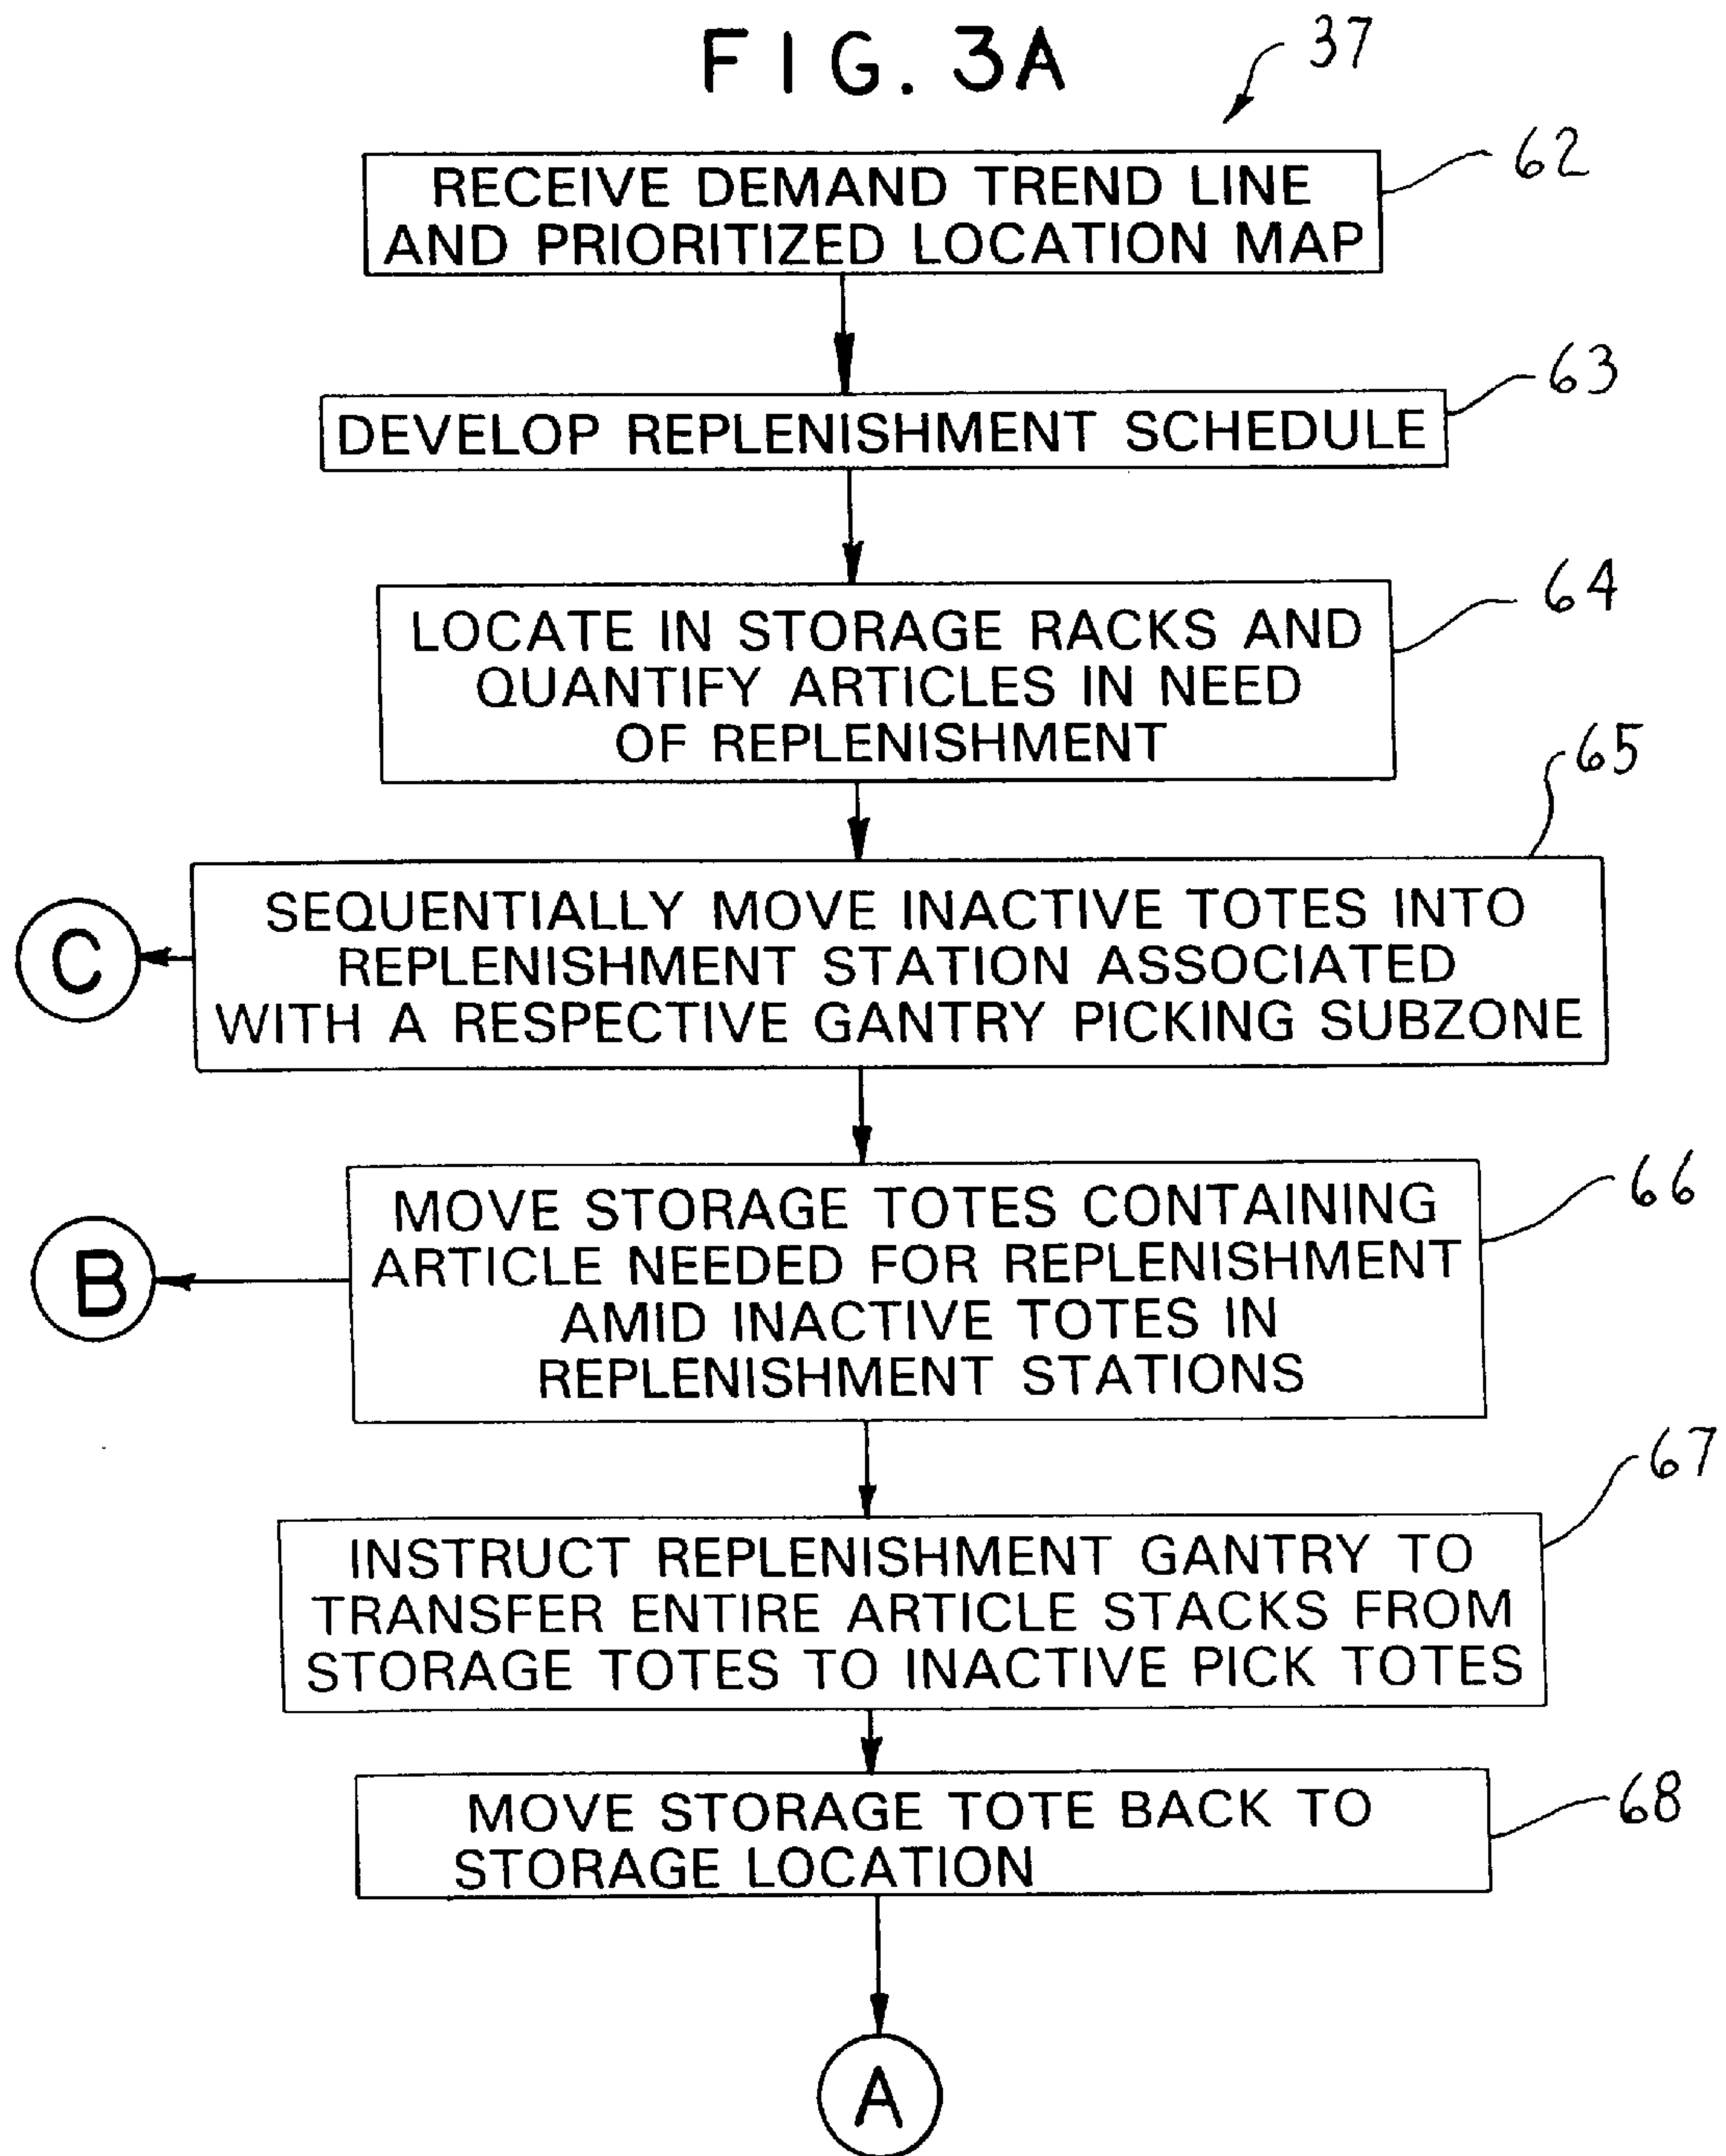 FIG. 3A
37
62
RECEIVE DEMAND TREND LINE
AND PRIORITIZED LOCATION MAP
63
DEVELOP REPLENISHMENT SCHEDULE
64
LOCATE IN STORAGE RACKS AND
QUANTIFY ARTICLES IN NEED
OF REPLENISHMENT
65
SEQUENTIALLY MOVE INACTIVE TOTES INTO
REPLENISHMENT STATION ASSOCIATED
WITH A RESPECTIVE GANTRY PICKING SUBZONE
C
66
MOVE STORAGE TOTES CONTAINING
ARTICLE NEEDED FOR REPLENISHMENT
AMID INACTIVE TOTES IN
REPLENISHMENT STATIONS
B
67
INSTRUCT REPLENISHMENT GANTRY TO
TRANSFER ENTIRE ARTICLE STACKS FROM
STORAGE TOTES TO INACTIVE PICK TOTES
68
MOVE STORAGE TOTE BACK TO
STORAGE LOCATION
A